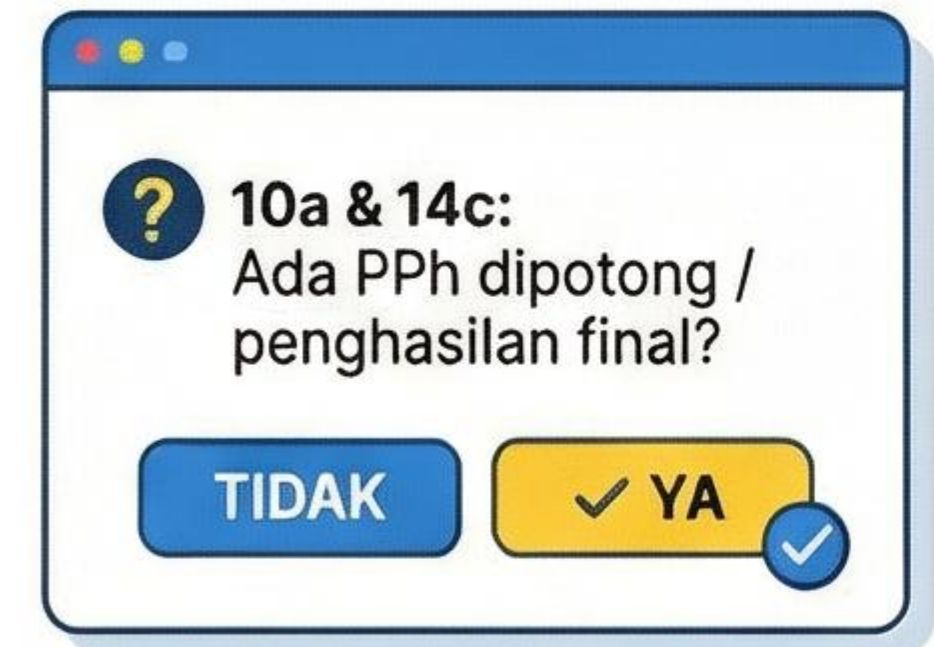 ?
10a & 14c:
Ada PPh dipotong /
penghasilan final?
TIDAK
✓ YA